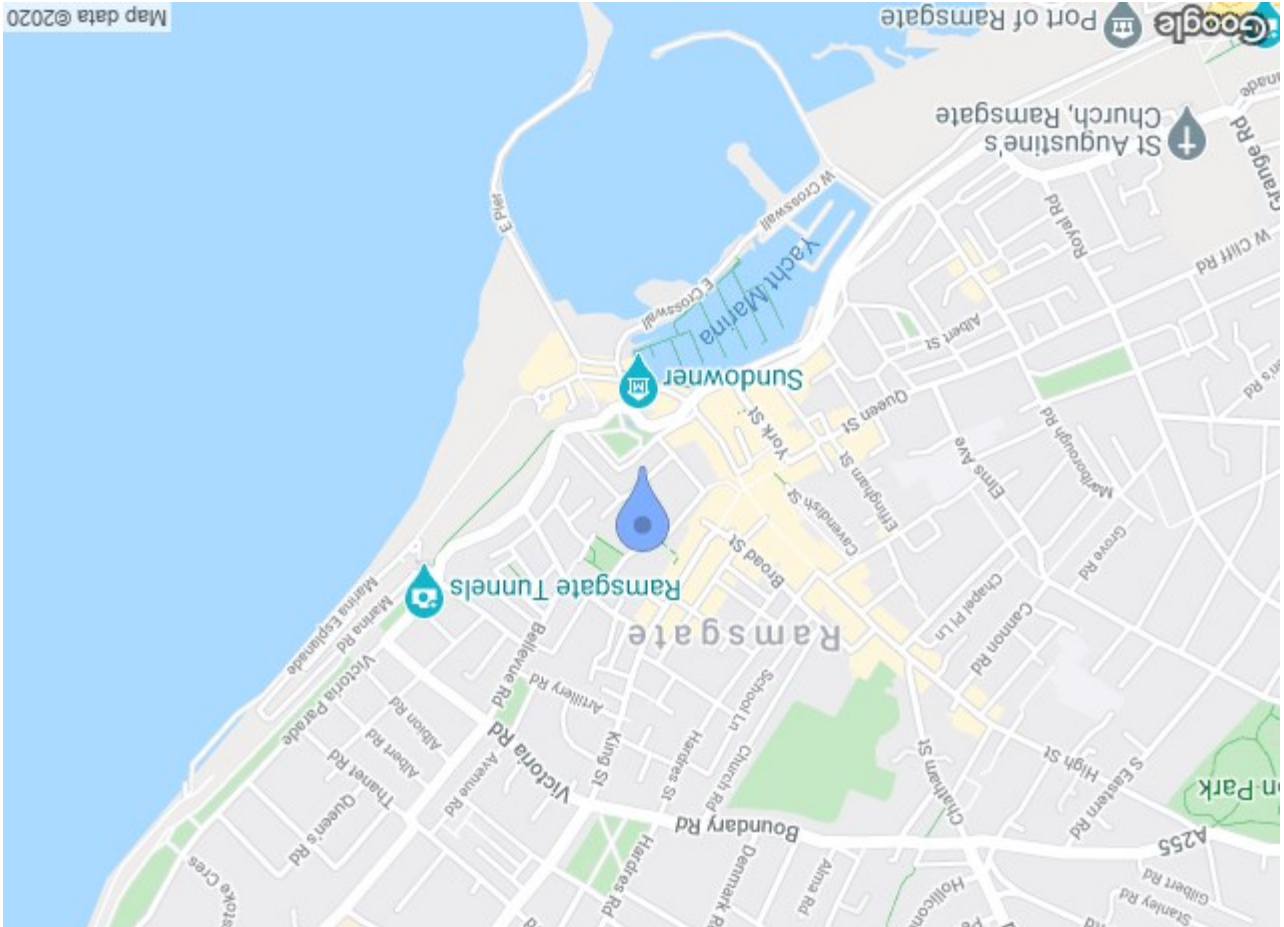 Stanley Rd
Gilbert Rd
Hollicon
Alma Rd
Denmark R
Hardres Rd
A255
Boundary Rd
n Park
S Eastern Rd
High St
Chatham St
Church Rd
Hardres St
School Ln
King St
Victoria Rd
Avenue Rd
Queen's Rd
Thanet Rd
Albert Rd
Albion Rd
Victoria Parade
Artillery Rd
Bellevue Rd
Marina Rd
Marina Esplanade
Ramsgate
Cannon Rd
Chapel Pl Ln
Grove Rd
Broad St
Ramsgate Tunnels
Cavendish St
Effingham St
Marlborough Rd
Elms Ave
Queen St
York St
Sundowner
n's Rd
Albert St
Yacht Marina
E Crosswall
W Cliff Rd
Royal Rd
W Crosswall
E Pier
Grange Rd
St Augustine's
Church, Ramsgate
Port of Ramsgate
Google
Map data ©2020